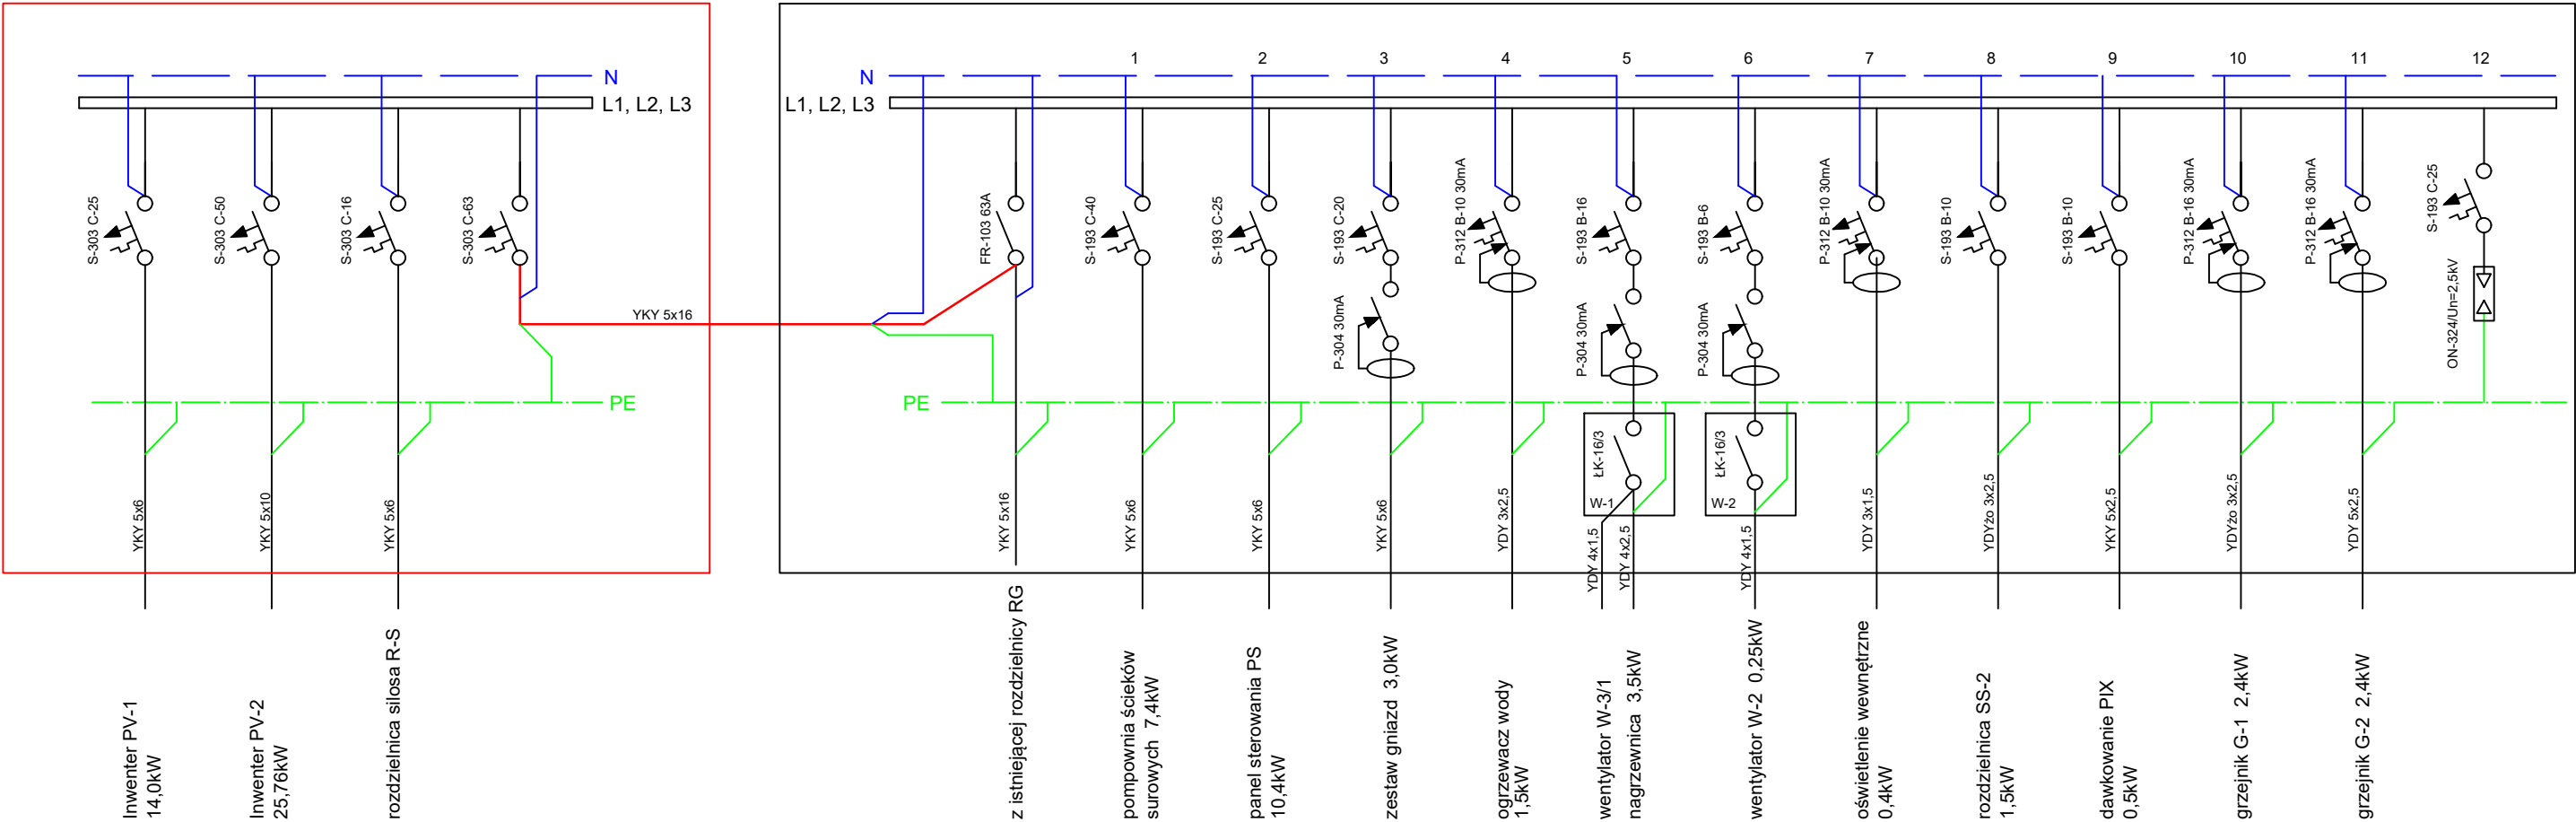 N
L1, L2, L3
S-303 C-25
S-303 C-50
S-303 C-16
S-303 C-63
YKY 5x16
PE
YKY 5x6
YKY 5x10
YKY 5x6
Inwenter PV-1
14,0kW
Inwenter PV-2
25,76kW
rozdzielnica silosa R-S
1
2
3
4
5
6
7
8
9
10
11
12
N
L1, L2, L3
FR-103 63A
S-193 C-40
S-193 C-25
S-193 C-20
P-312 B-10 30mA
S-193 B-16
S-193 B-6
P-312 B-10 30mA
S-193 B-10
S-193 B-10
P-312 B-16 30mA
P-312 B-16 30mA
S-193 C-25
P-304 30mA
P-304 30mA
P-304 30mA
ON-324/Un=2,5kV
PE
ŁK-16/3
W-1
ŁK-16/3
W-2
YKY 5x16
YKY 5x6
YKY 5x6
YKY 5x6
YDY 3x2,5
YDY 4x1,5
YDY 4x2,5
YDY 4x1,5
YDY 3x1,5
YDYżo 3x2,5
YKY 5x2,5
YDYżo 3x2,5
YDY 5x2,5
z istniejącej rozdzielnicy RG
pompownia ścieków
surowych 7,4kW
panel sterowania PS
10,4kW
zestaw gniazd 3,0kW
ogrzewacz wody
1,5kW
wentylator W-3/1
nagrzewnica 3,5kW
wentylator W-2 0,25kW
oświetlenie wewnętrzne
0,4kW
rozdzielnica SS-2
1,5kW
dawkowanie PIX
0,5kW
grzejnik G-1 2,4kW
grzejnik G-2 2,4kW